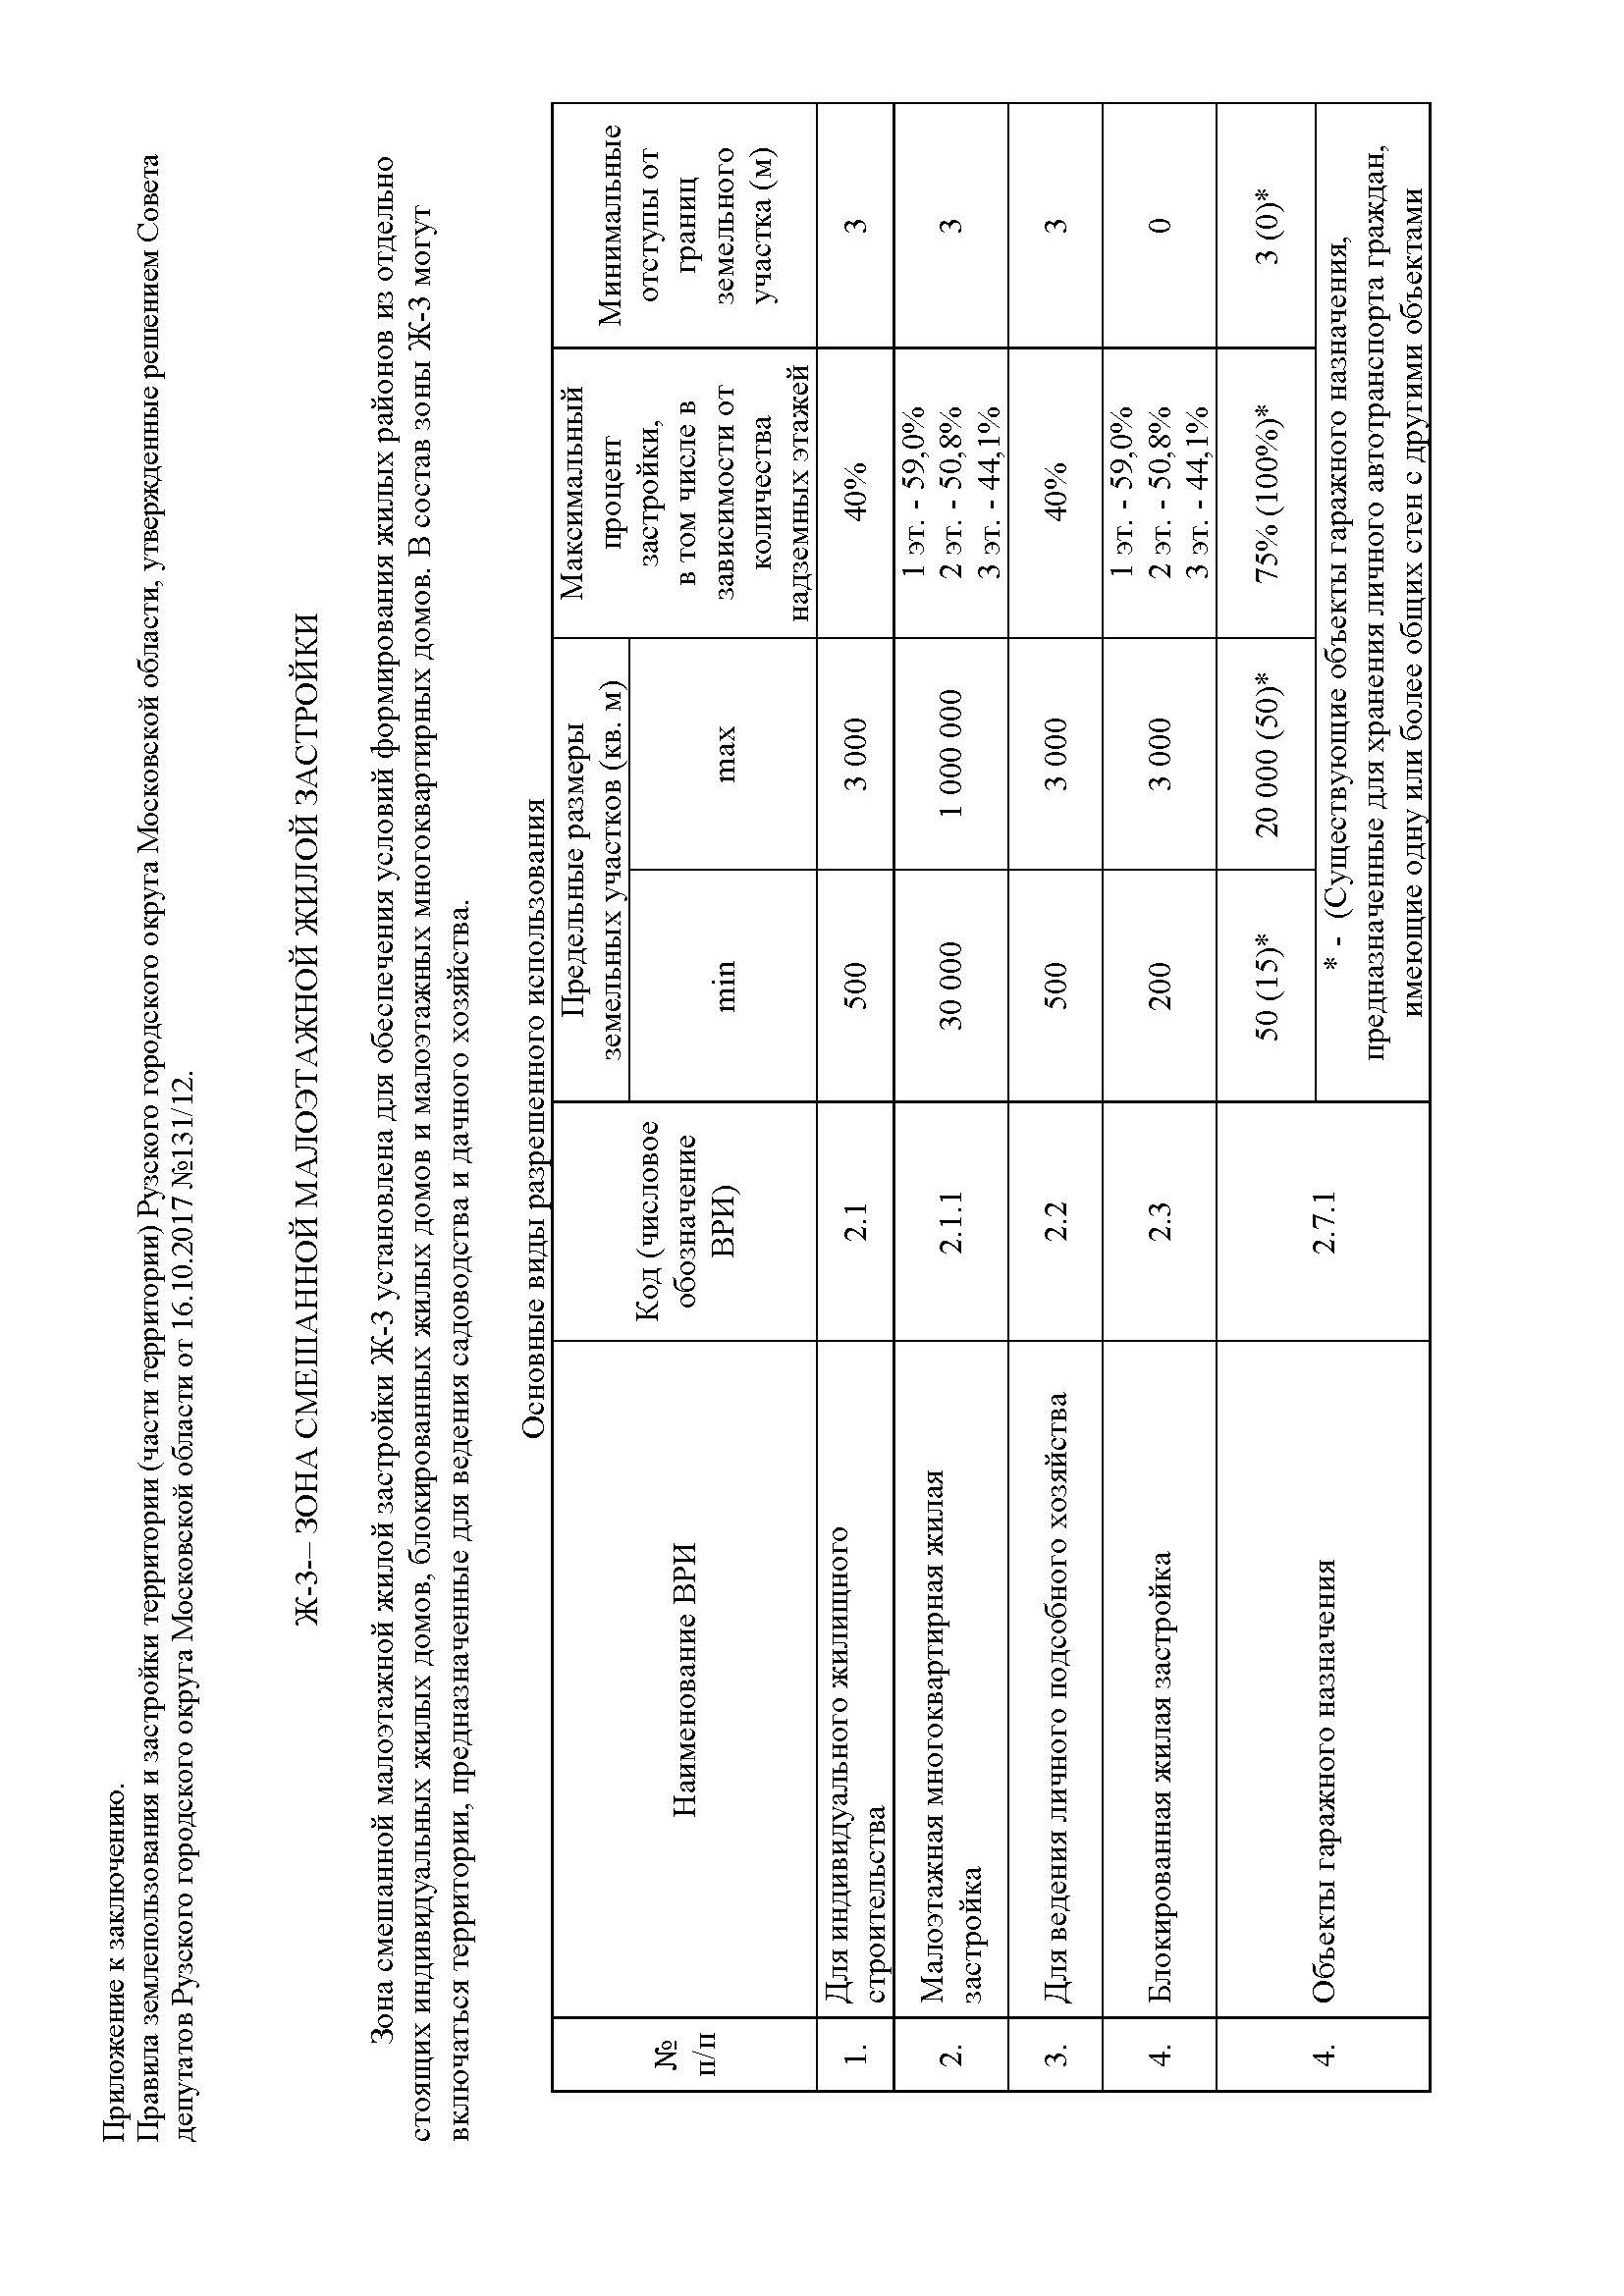 Приложение к заключению.
Правила землепользования и застройки территории (части территории) Рузского городского округа Московской области, утвержденные решением Совета
депутатов Рузского городского округа Московской области от 16.10.2017 №131/12.
Ж-3-– ЗОНА СМЕШАННОЙ МАЛОЭТАЖНОЙ ЖИЛОЙ ЗАСТРОЙКИ
Зона смешанной малоэтажной жилой застройки Ж-3 установлена для обеспечения условий формирования жилых районов из отдельно
стоящих индивидуальных жилых домов, блокированных жилых домов и малоэтажных многоквартирных домов. В состав зоны Ж-3 могут
включаться территории, предназначенные для ведения садоводства и дачного хозяйства.
Основные виды разрешенного использования
№
п/п
Наименование ВРИ
Код (числовое
обозначение
ВРИ)
Предельные размеры
земельных участков (кв. м)
min
max
Максимальный
процент
застройки,
в том числе в
зависимости от
количества
надземных этажей
Минимальные
отступы от
границ
земельного
участка (м)
1.
Для индивидуального жилищного
строительства
2.1
500
3 000
40%
3
2.
Малоэтажная многоквартирная жилая
застройка
2.1.1
30 000
1 000 000
1 эт. - 59,0%
2 эт. - 50,8%
3 эт. - 44,1%
3
3.
Для ведения личного подсобного хозяйства
2.2
500
3 000
40%
3
4.
Блокированная жилая застройка
2.3
200
3 000
1 эт. - 59,0%
2 эт. - 50,8%
3 эт. - 44,1%
0
4.
Объекты гаражного назначения
2.7.1
50 (15)*
20 000 (50)*
75% (100%)*
3 (0)*
* - (Существующие объекты гаражного назначения,
предназначенные для хранения личного автотранспорта граждан,
имеющие одну или более общих стен с другими объектами